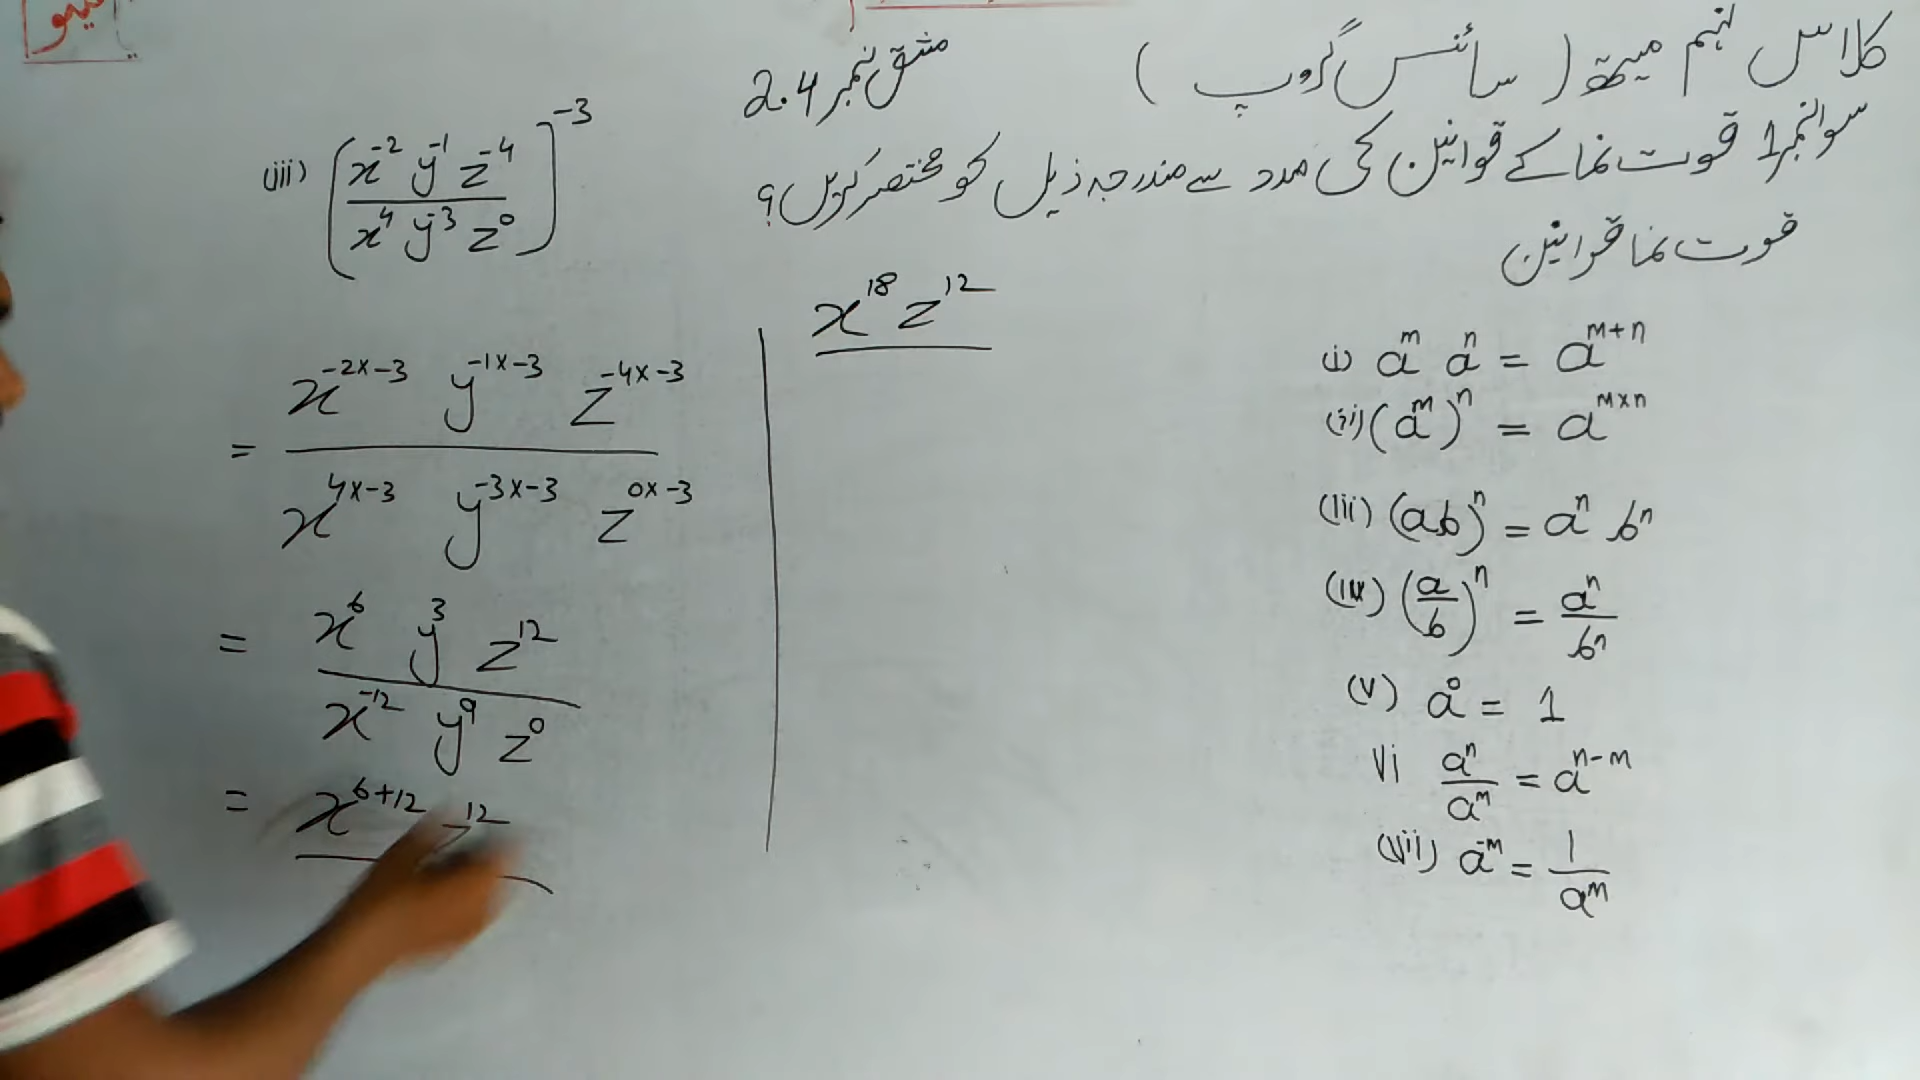 کلاس نہم میتھ (سائنس گروپ) مشق نمبر 2.4
سوال نمبر 1 قوت نما کے قوانین کی مدد سے مندرجہ ذیل کو مختصر کریں؟
قوت نما قوانین
(i) a^m a^n = a^{m+n}
(ii) (a^m)^n = a^{m×n}
(iii) (ab)^n = a^n b^n
(a/b)^n = a^n/b^n
(v) a^0 = 1
Vi a^n/a^m = a^{n-m}
(vii) a^{-m} = 1/a^m
(iii) [x^{-2} y^{-1} z^{-4} / x^4 y^{-3} z^0]^{-3}
= x^{-2×-3} y^{-1×-3} z^{-4×-3} / x^{4×-3} y^{-3×-3} z^{0×-3}
= x^6 y^3 z^{12} / x^{-12} y^9 z^0
= x^{6+12} z^{12}
x^{18} z^{12}